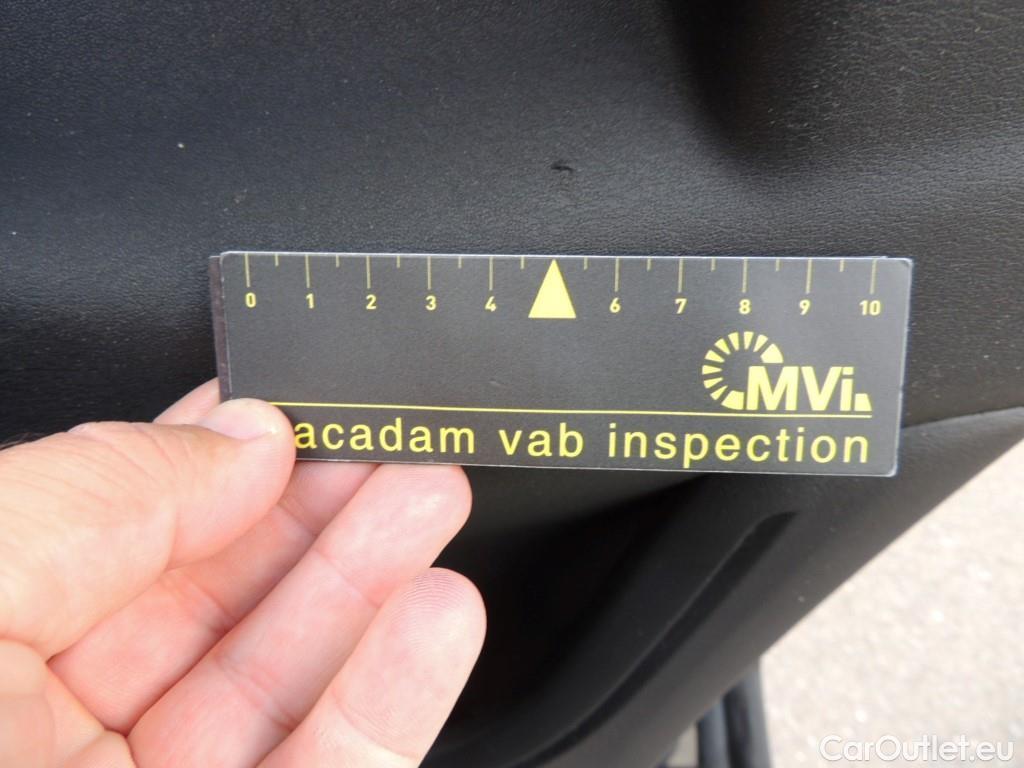 0 1 2 3 4 6 7 8 9 10
MVi
acadam vab inspection
CarOutlet.eu